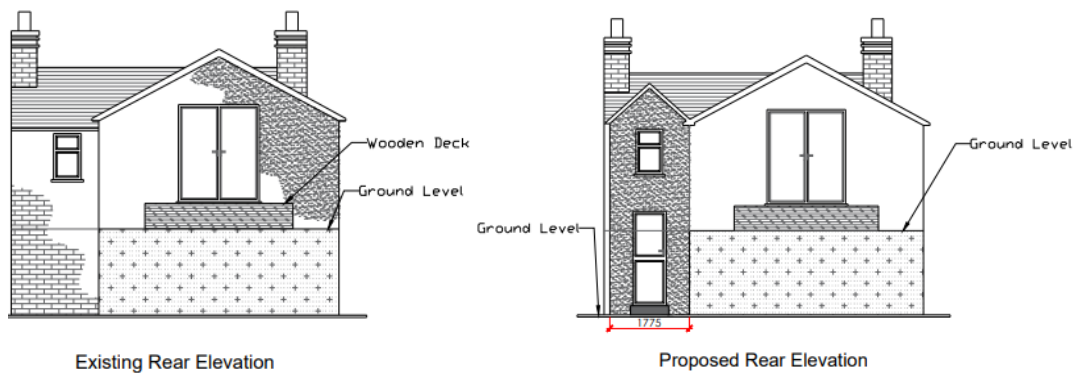 Wooden Deck
Ground Level
Existing Rear Elevation
Ground Level
Ground Level
1775
Proposed Rear Elevation